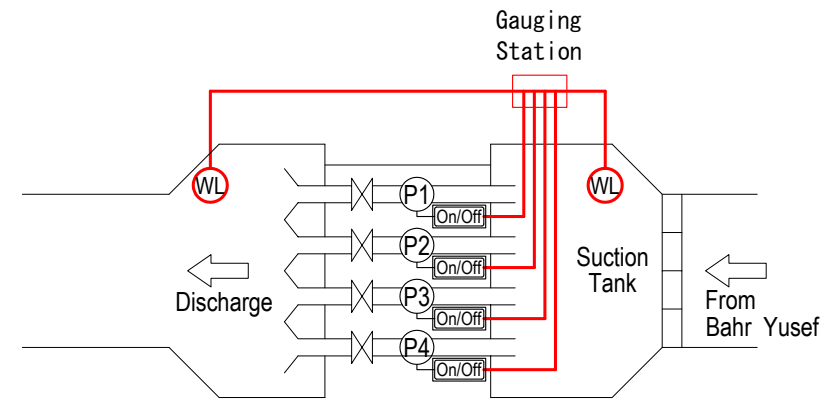 Gauging
Station
WL
WL
P1
On/Off
P2
On/Off
P3
On/Off
P4
On/Off
Suction
Tank
Discharge
From
Bahr Yusef